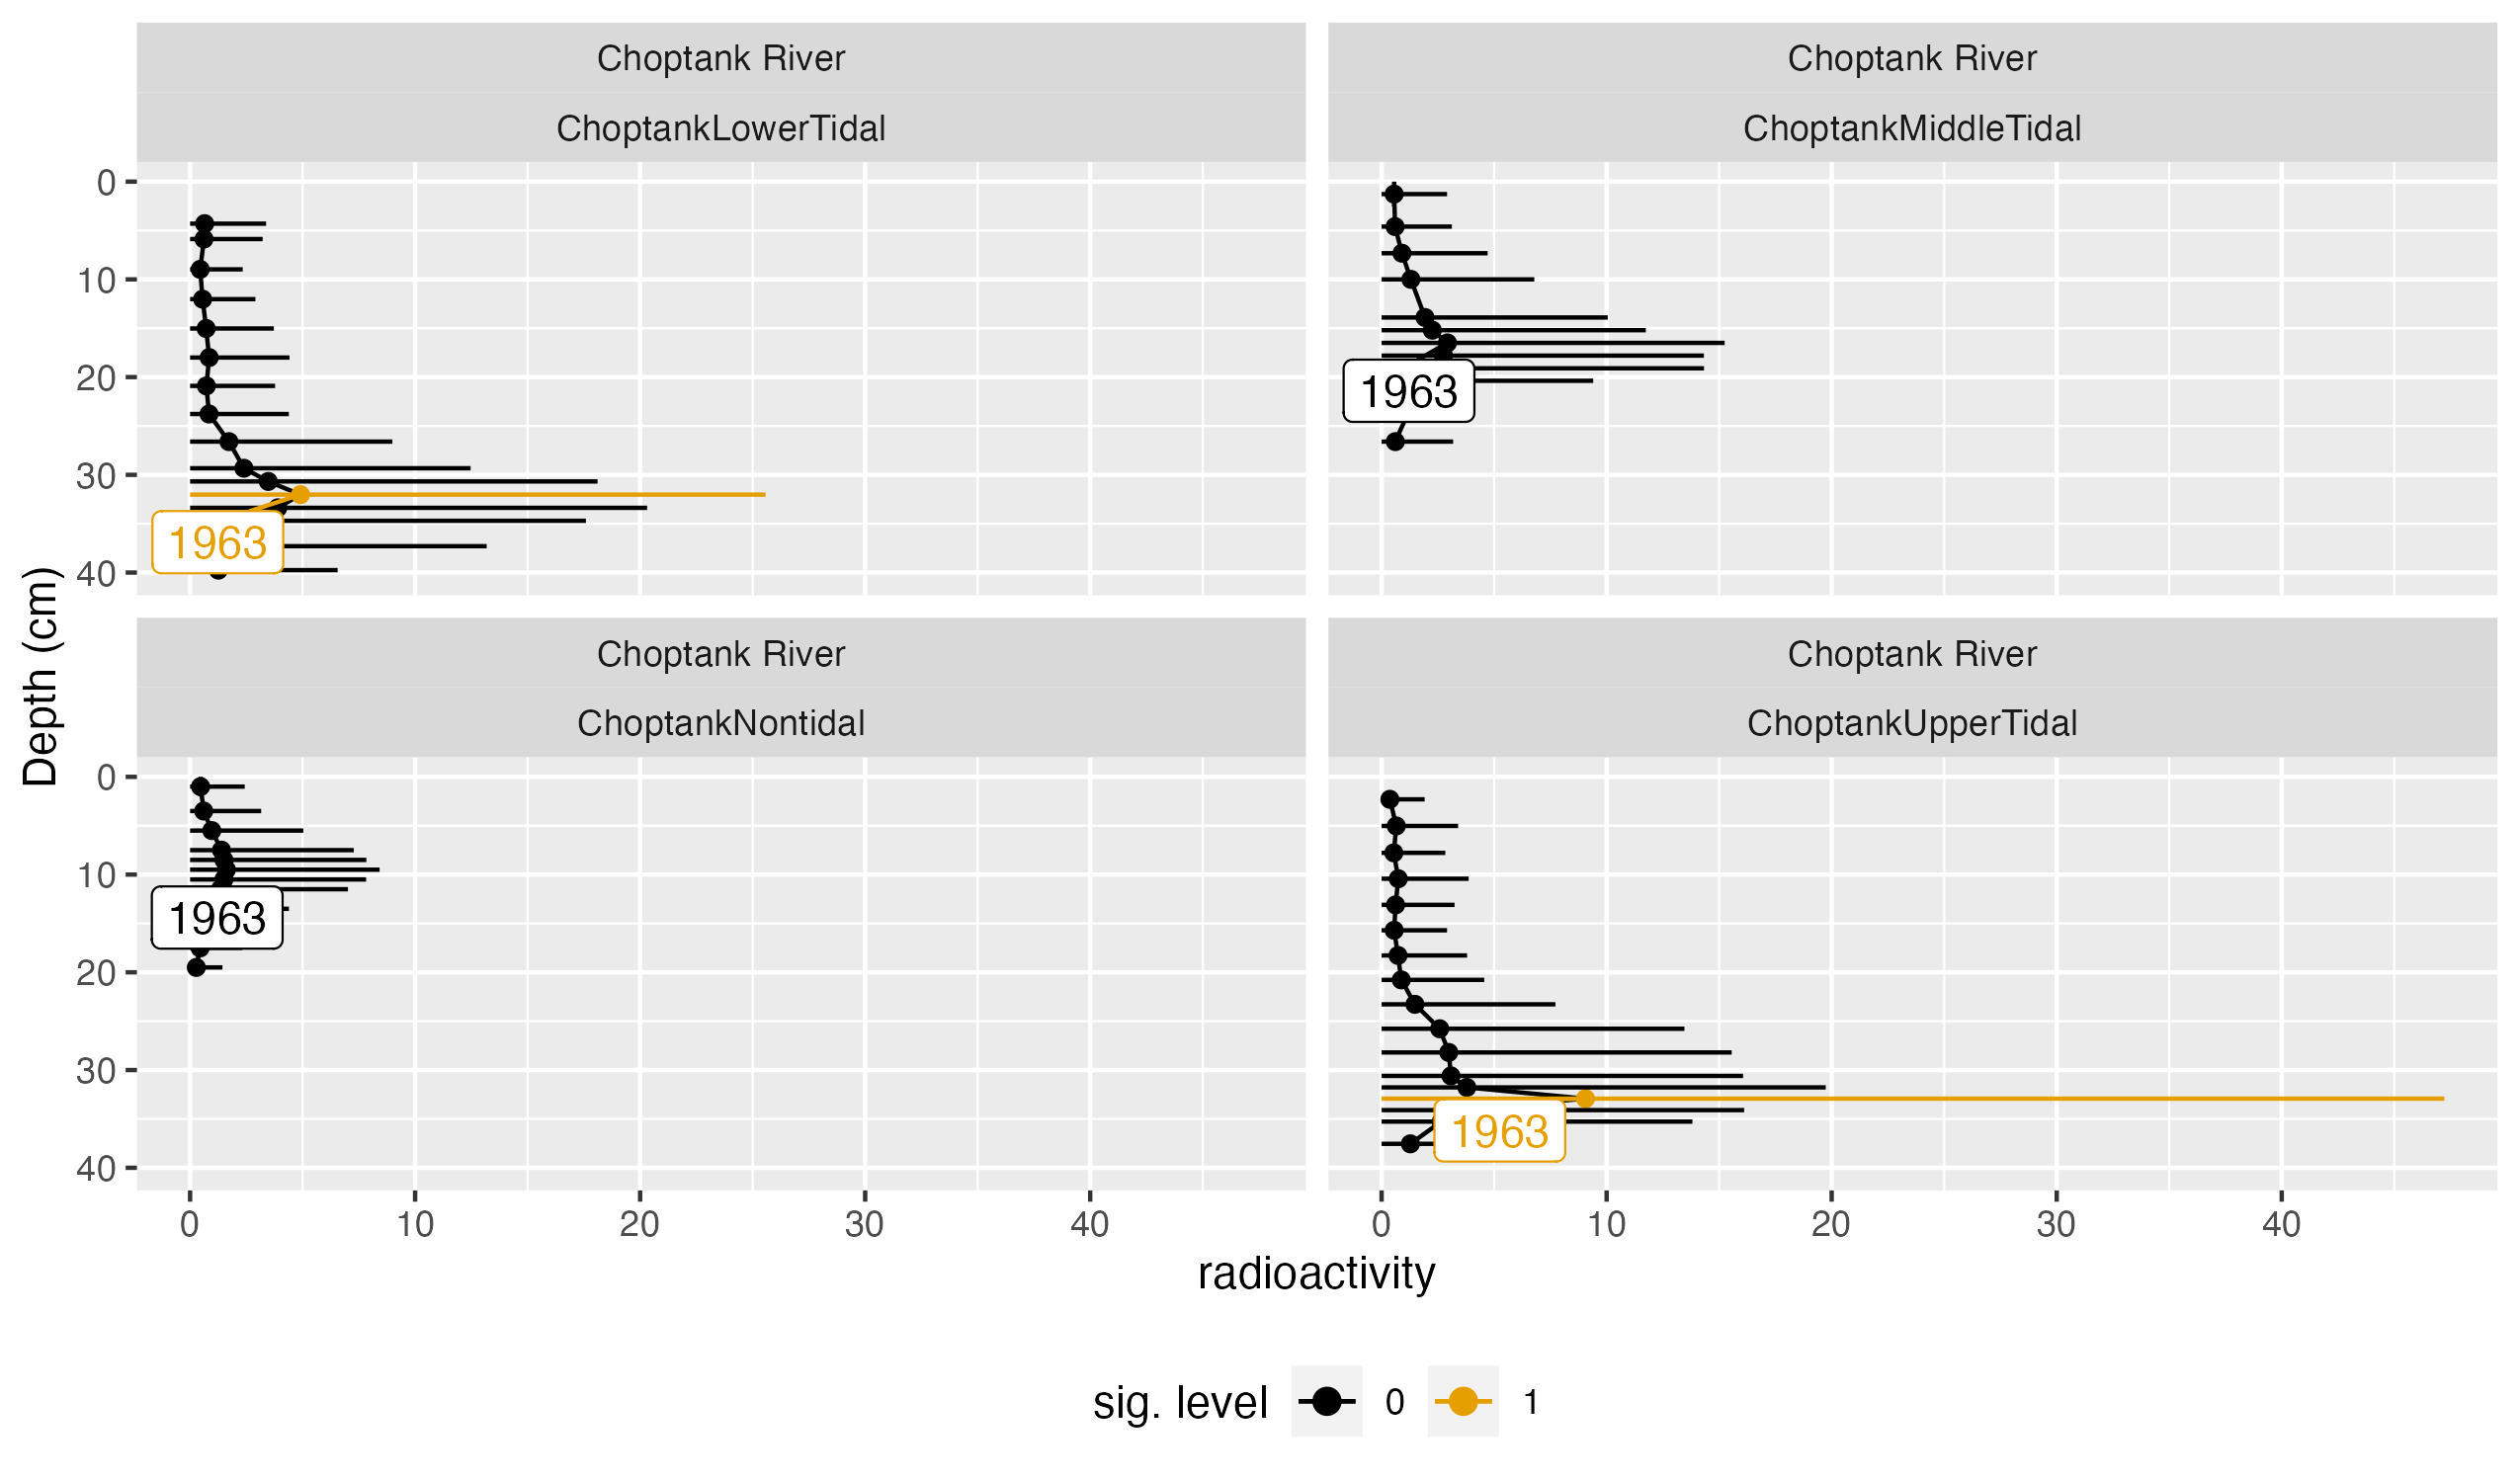 Choptank River
ChoptankLowerTidal
Choptank River
ChoptankMiddleTidal
0
10
20
30
40
1963
1963
Choptank River
ChoptankNontidal
Choptank River
ChoptankUpperTidal
0
10
20
30
40
1963
1963
Depth (cm)
0 10 20 30 40
0 10 20 30 40
radioactivity
sig. level 0 1